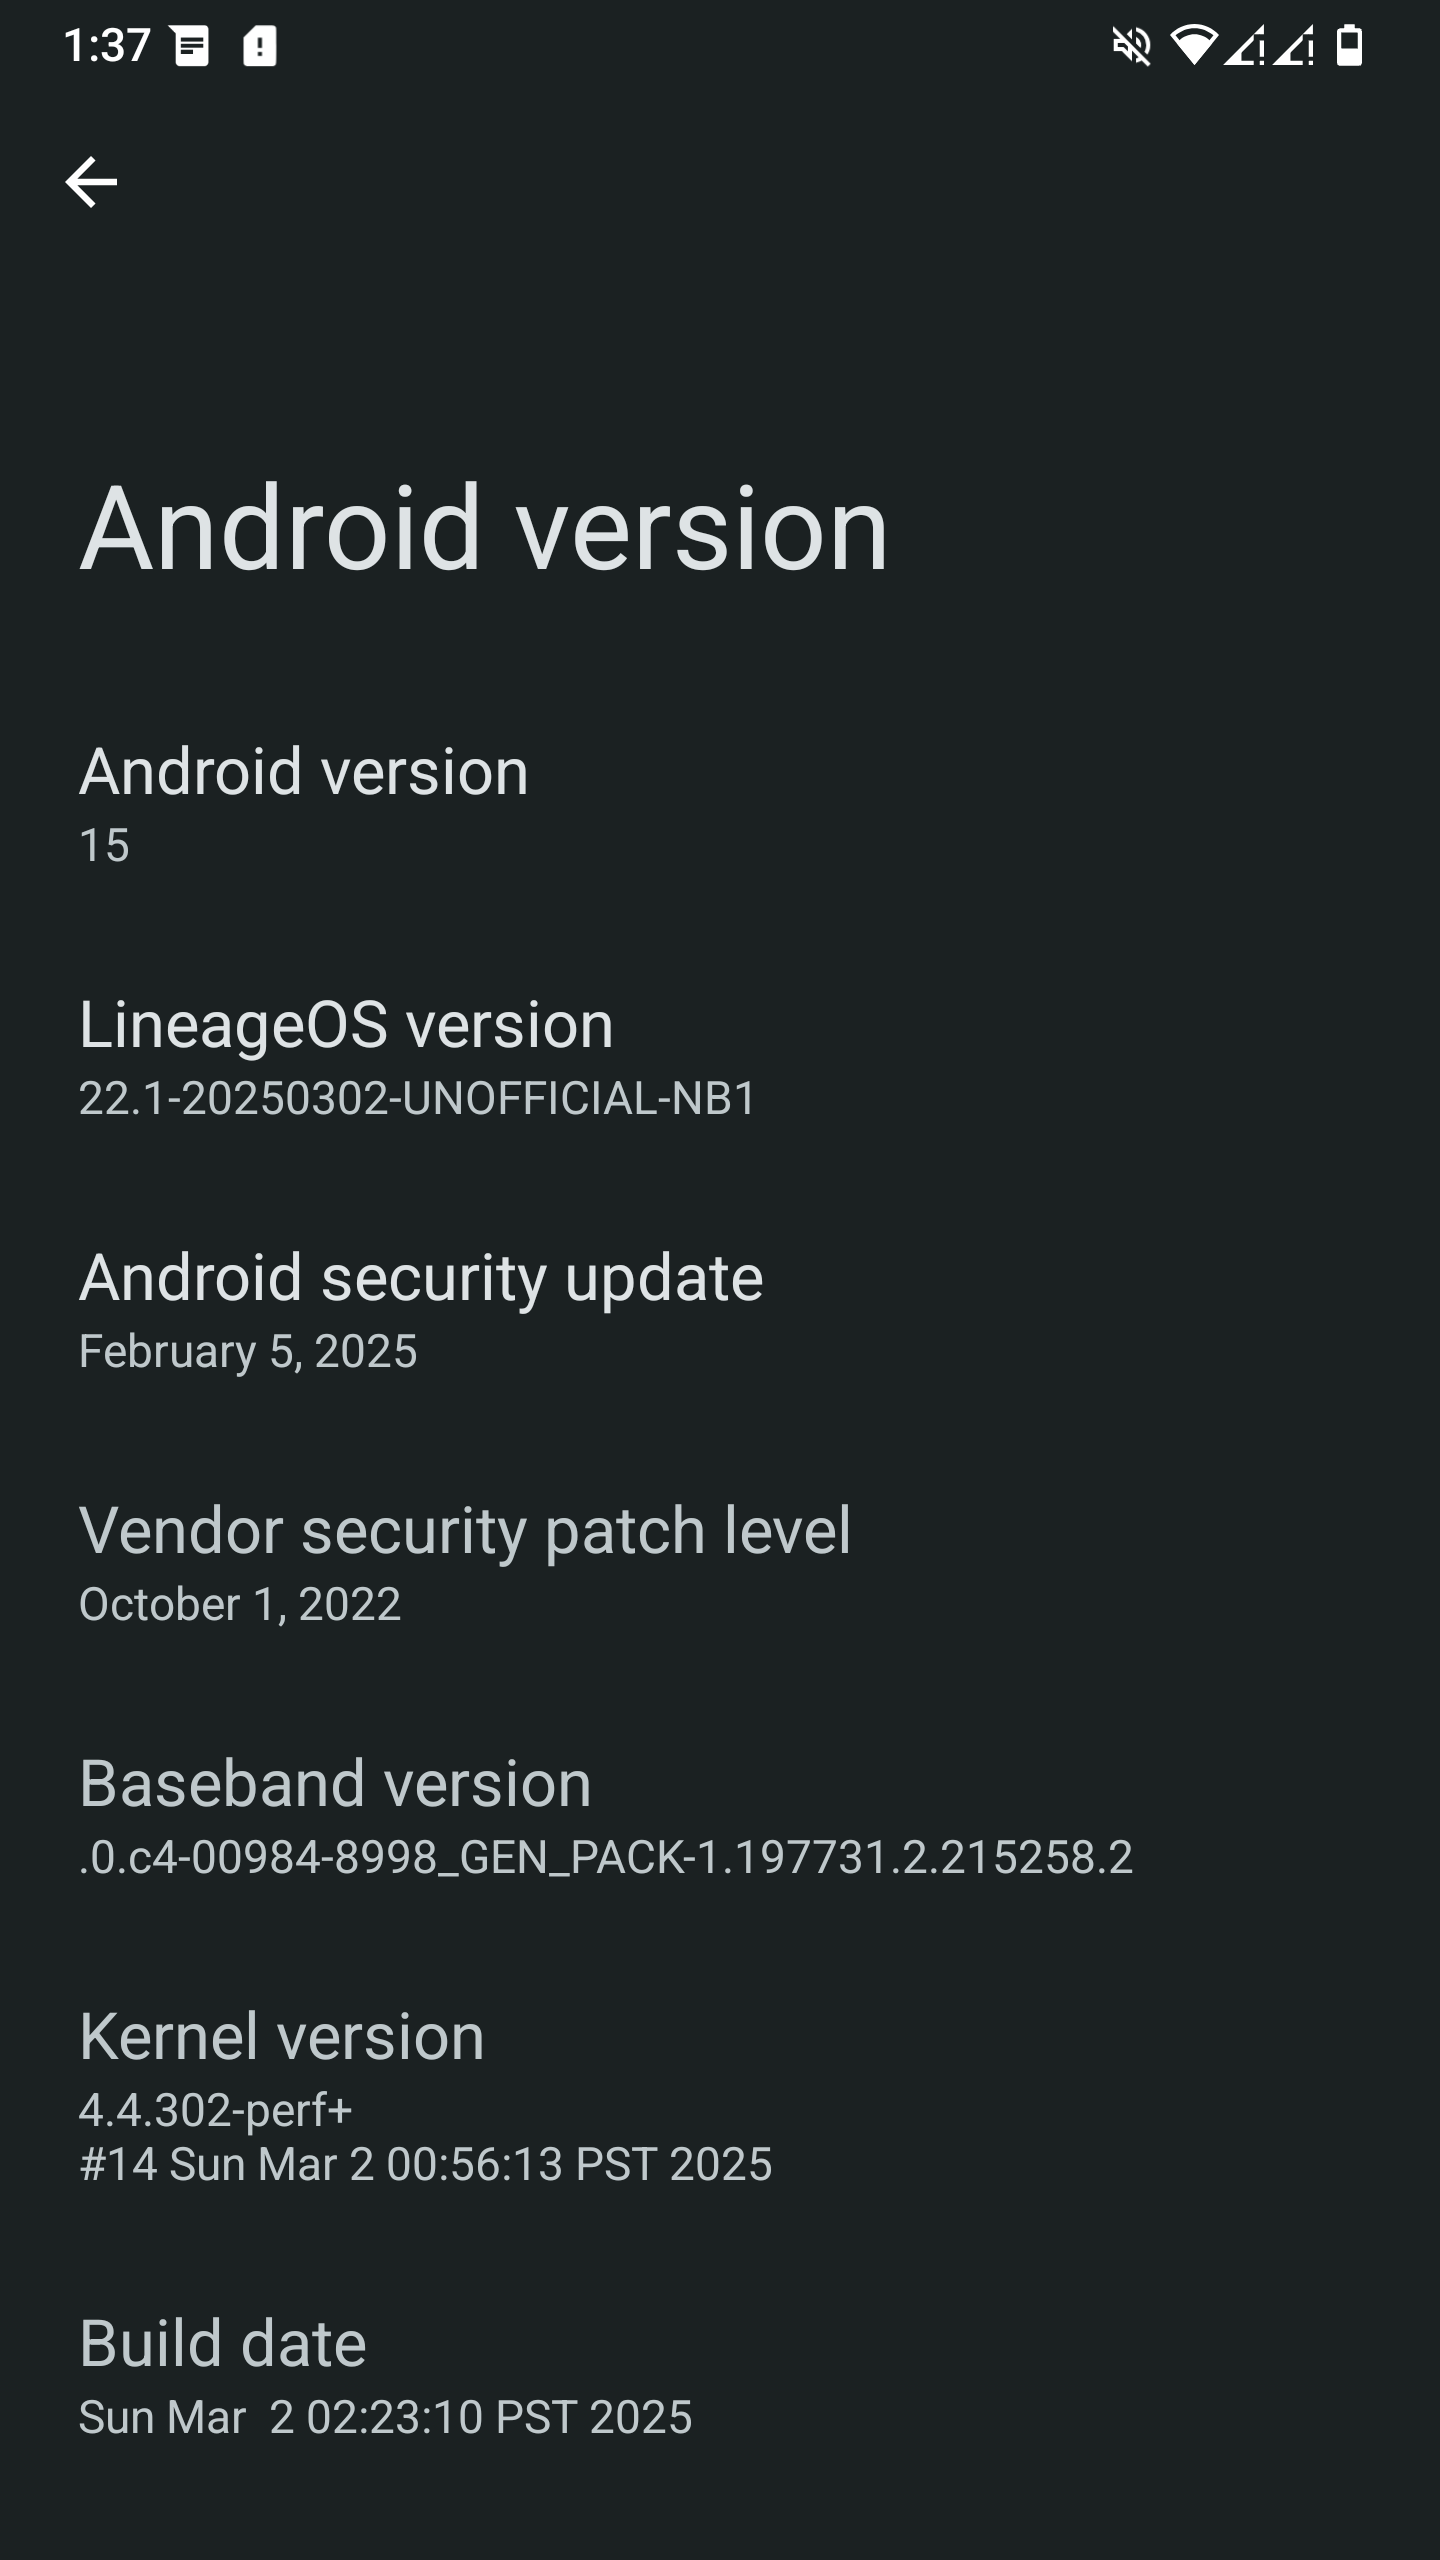 1:37
Android version
Android version
15
LineageOS version
22.1-20250302-UNOFFICIAL-NB1
Android security update
February 5, 2025
Vendor security patch level
October 1, 2022
Baseband version
.0.c4-00984-8998_GEN_PACK-1.197731.2.215258.2
Kernel version
4.4.302-perf+
#14 Sun Mar 2 00:56:13 PST 2025
Build date
Sun Mar  2 02:23:10 PST 2025